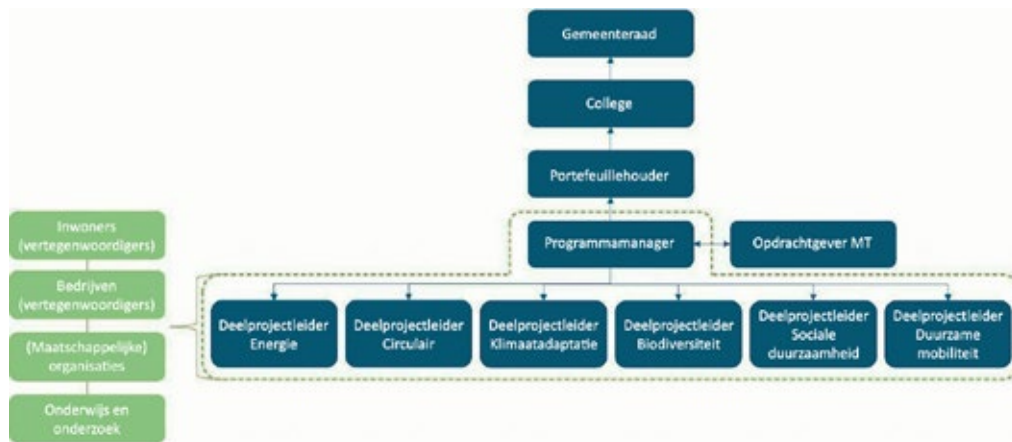 Gemeenteraad
College
Portefeuillehouder
Programmamanager
Opdrachtgever MT
Inwoners
(vertegenwoordigers)
Bedrijven
(vertegenwoordigers)
(Maatschappelijke)
organisaties
Onderwijs en
onderzoek
Deelprojectleider
Energie
Deelprojectleider
Circulair
Deelprojectleider
Klimaatadaptatie
Deelprojectleider
Biodiversiteit
Deelprojectleider
Sociale
duurzaamheid
Deelprojectleider
Duurzame
mobiliteit